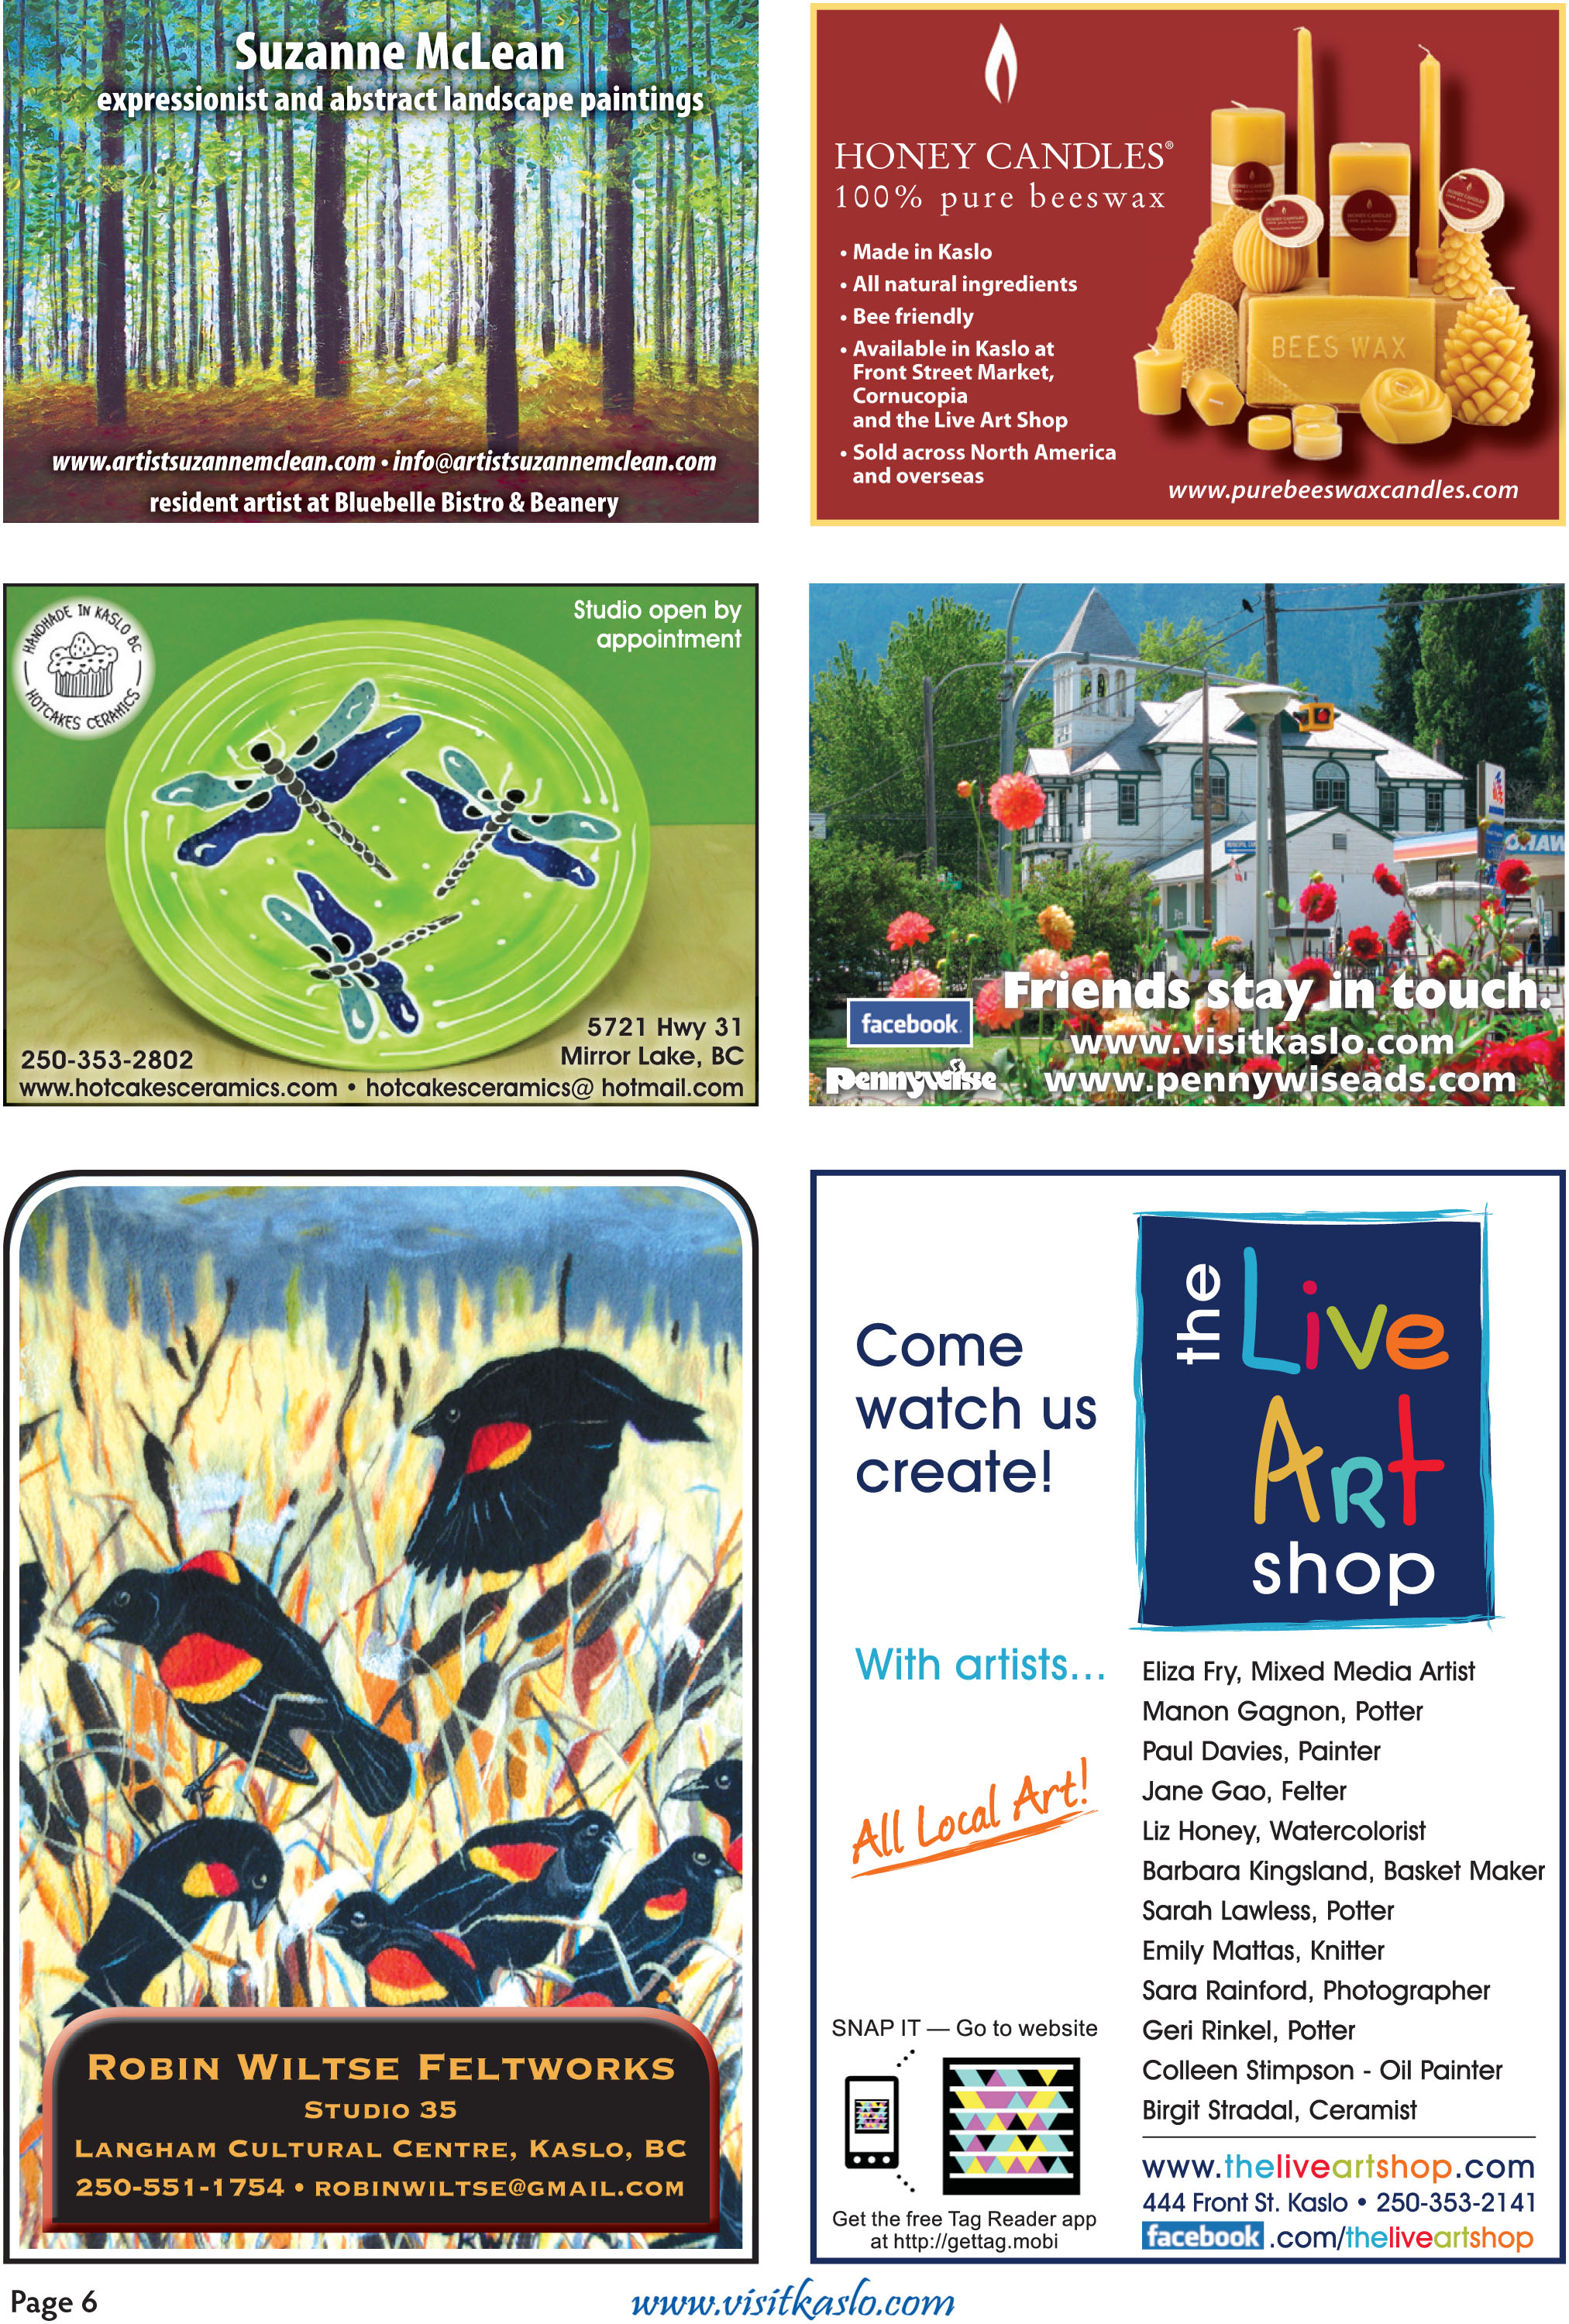 Suzanne McLean
expressionist and abstract landscape paintings
www.artistsuzannemclean.com • info@artistsuzannemclean.com
resident artist at Bluebelle Bistro & Beanery
HONEY CANDLES®
100% pure beeswax
• Made in Kaslo
• All natural ingredients
• Bee friendly
• Available in Kaslo at
Front Street Market,
Cornucopia
and the Live Art Shop
• Sold across North America
and overseas
HONEY CANDLES
HONEY CANDLES
HONEY CANDLES
BEES WAX
www.purebeeswaxcandles.com
HANDMADE IN KASLO BC
HOTCAKES CERAMICS
Studio open by
appointment
5721 Hwy 31
250-353-2802
Mirror Lake, BC
www.hotcakesceramics.com • hotcakesceramics@ hotmail.com
OHAW
Friends stay in touch.
facebook
www.visitkaslo.com
Pennywise
www.pennywiseads.com
ROBIN WILTSE FELTWORKS
STUDIO 35
LANGHAM CULTURAL CENTRE, KASLO, BC
250-551-1754 • ROBINWILTSE@GMAIL.COM
Come
watch us
create!
the
Live
Art
shop
With artists...
All Local Art!
Eliza Fry, Mixed Media Artist
Manon Gagnon, Potter
Paul Davies, Painter
Jane Gao, Felter
Liz Honey, Watercolorist
Barbara Kingsland, Basket Maker
Sarah Lawless, Potter
Emily Mattas, Knitter
Sara Rainford, Photographer
Geri Rinkel, Potter
Colleen Stimpson - Oil Painter
Birgit Stradal, Ceramist
SNAP IT — Go to website
Get the free Tag Reader app
at http://gettag.mobi
www.theliveartshop.com
444 Front St. Kaslo • 250-353-2141
facebook.com/theliveartshop
Page 6
www.visitkaslo.com